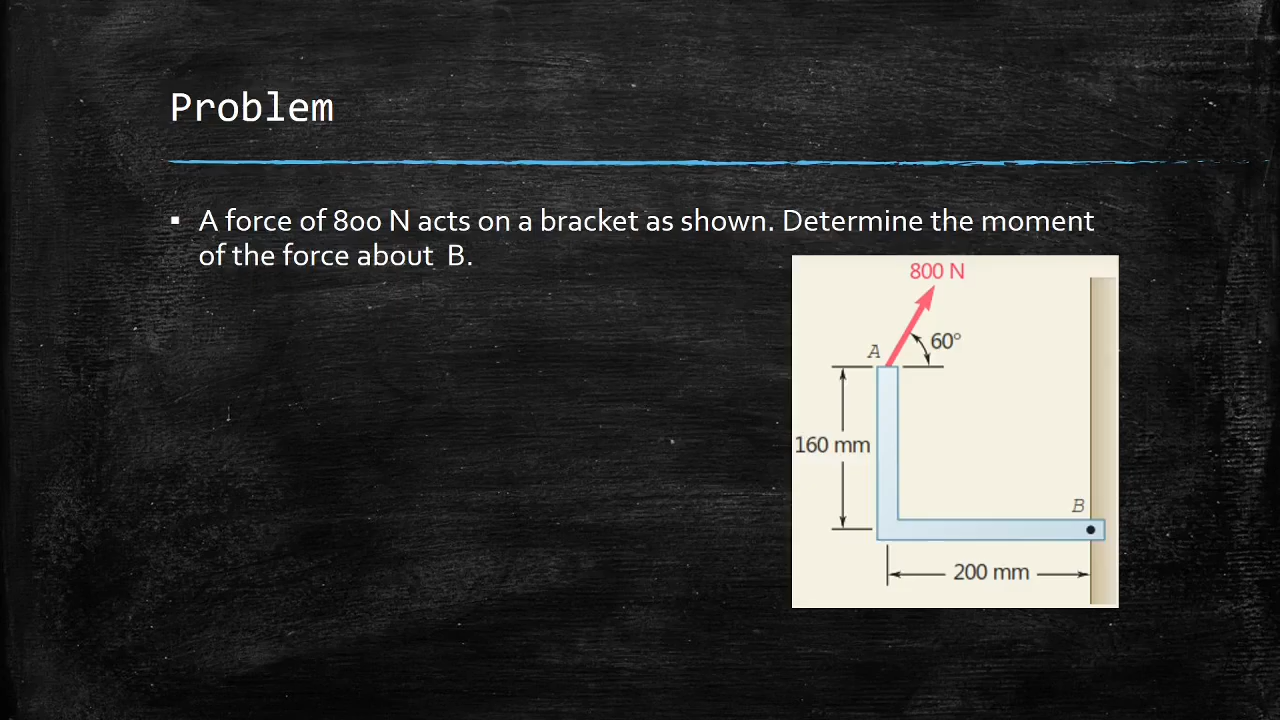 Problem
▪ A force of 800 N acts on a bracket as shown. Determine the moment
of the force about  B.
800 N
A
60°
160 mm
B
200 mm